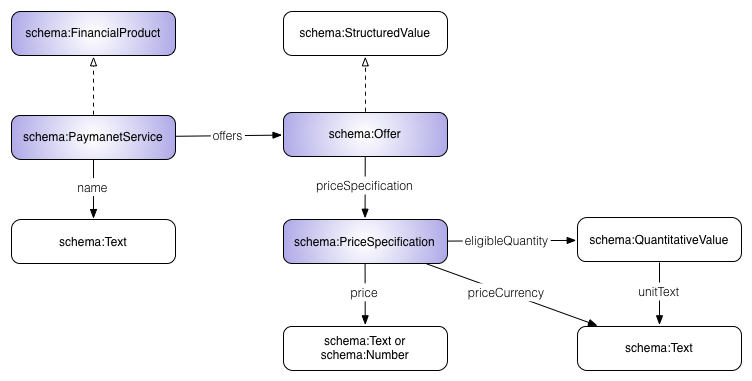 schema:FinancialProduct
schema:StructuredValue
schema:PaymanetService
offers
schema:Offer
name
priceSpecification
schema:Text
schema:PriceSpecification
eligibleQuantity
schema:QuantitativeValue
price
priceCurrency
unitText
schema:Text or
schema:Number
schema:Text